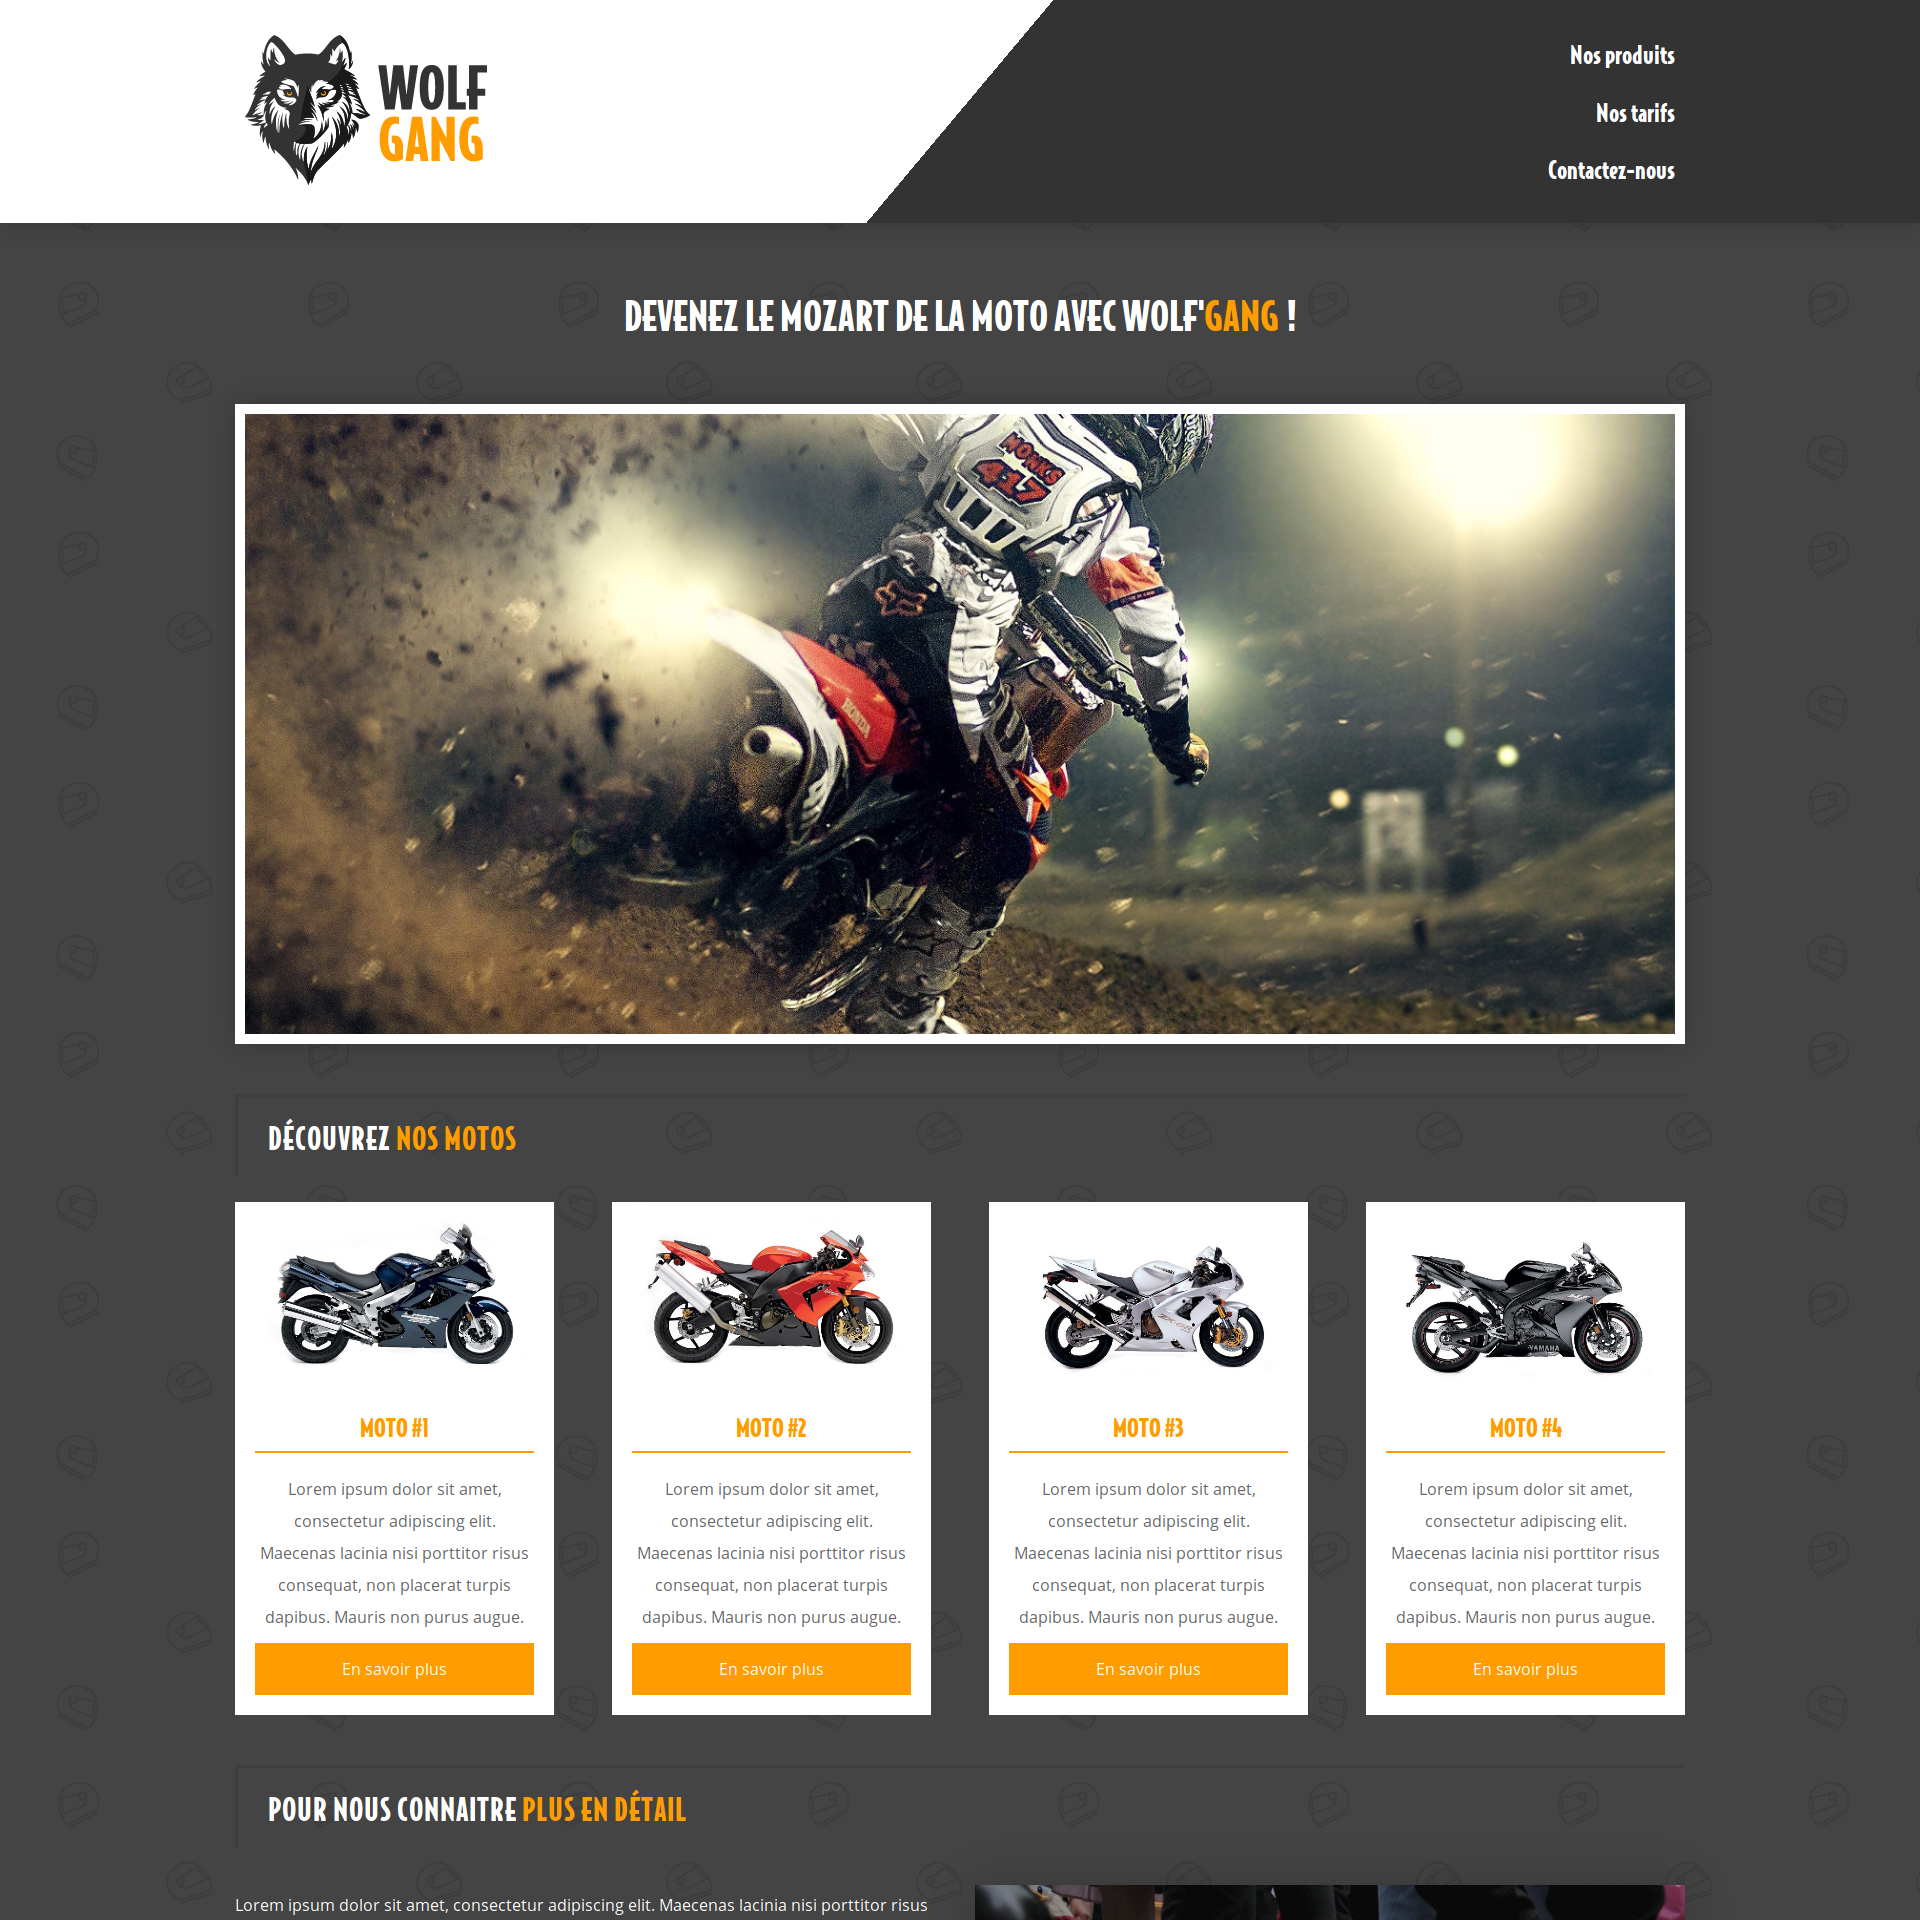 WOLF
GANG
Nos produits
Nos tarifs
Contactez-nous
DEVENEZ LE MOZART DE LA MOTO AVEC WOLF'GANG !
MONKS
417
HONDA
DÉCOUVREZ NOS MOTOS
YAMAHA
MOTO #1
MOTO #2
MOTO #3
MOTO #4
Lorem ipsum dolor sit amet,
consectetur adipiscing elit.
Maecenas lacinia nisi porttitor risus
consequat, non placerat turpis
dapibus. Mauris non purus augue.
En savoir plus
Lorem ipsum dolor sit amet,
consectetur adipiscing elit.
Maecenas lacinia nisi porttitor risus
consequat, non placerat turpis
dapibus. Mauris non purus augue.
En savoir plus
Lorem ipsum dolor sit amet,
consectetur adipiscing elit.
Maecenas lacinia nisi porttitor risus
consequat, non placerat turpis
dapibus. Mauris non purus augue.
En savoir plus
Lorem ipsum dolor sit amet,
consectetur adipiscing elit.
Maecenas lacinia nisi porttitor risus
consequat, non placerat turpis
dapibus. Mauris non purus augue.
En savoir plus
POUR NOUS CONNAITRE PLUS EN DÉTAIL
Lorem ipsum dolor sit amet, consectetur adipiscing elit. Maecenas lacinia nisi porttitor risus